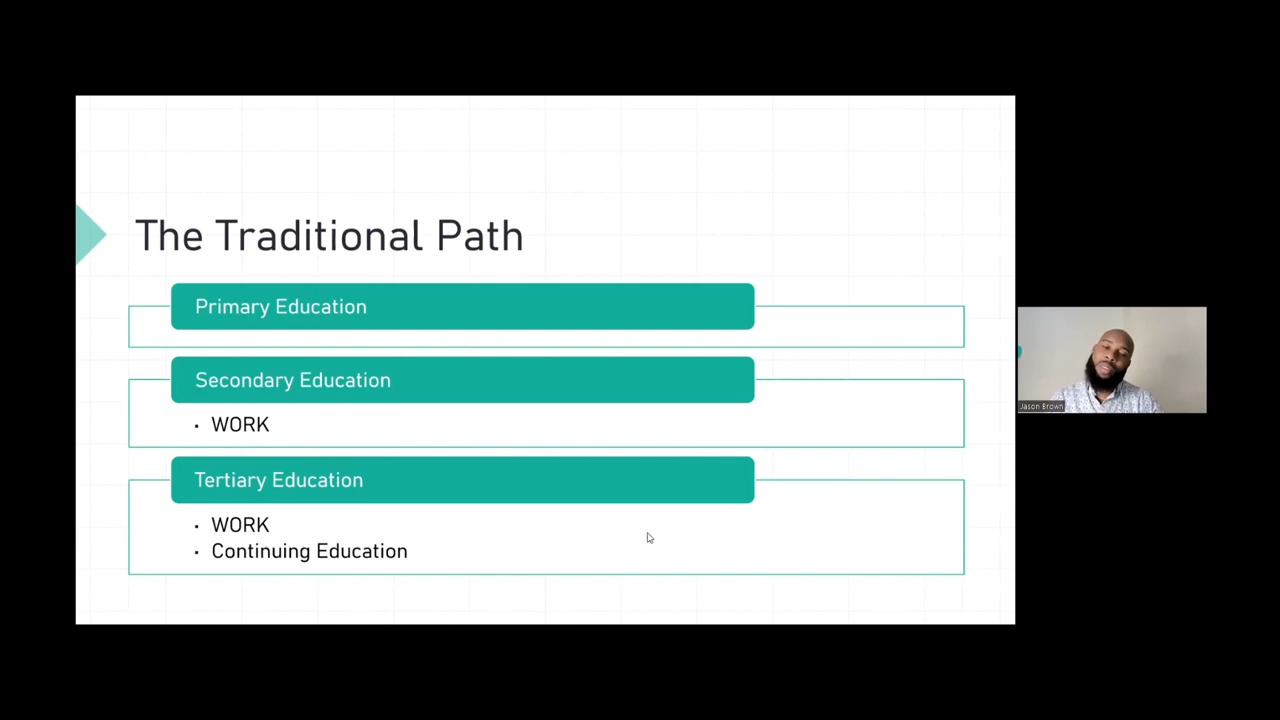 The Traditional Path
Primary Education
Secondary Education
· WORK
Tertiary Education
· WORK
· Continuing Education
Jason Brown